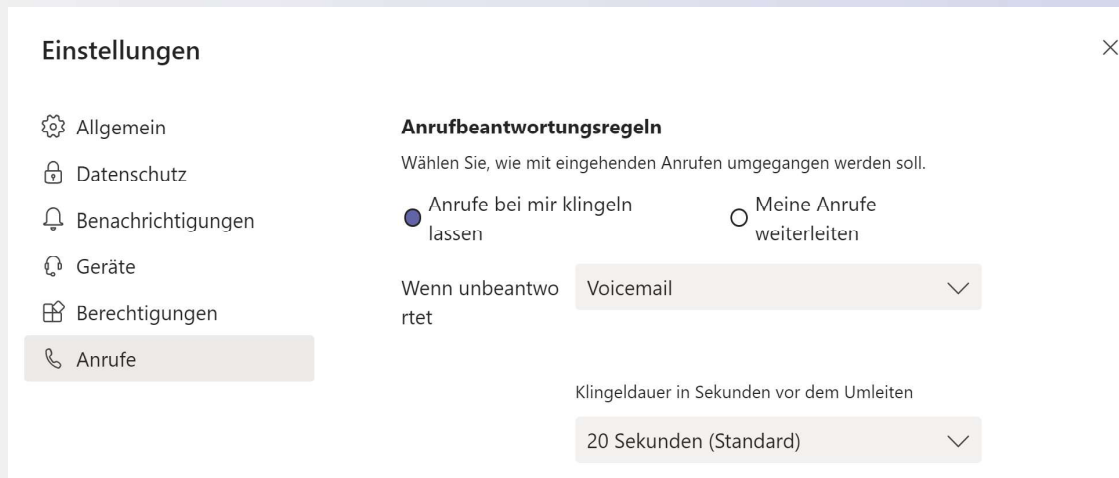 Einstellungen
Allgemein
Datenschutz
Benachrichtigungen
Geräte
Berechtigungen
Anrufe
Anrufbeantwortungsregeln
Wählen Sie, wie mit eingehenden Anrufen umgegangen werden soll.
Anrufe bei mir klingeln
lassen
Meine Anrufe
weiterleiten
Wenn unbeantwo
rtet
Voicemail
Klingeldauer in Sekunden vor dem Umleiten
20 Sekunden (Standard)